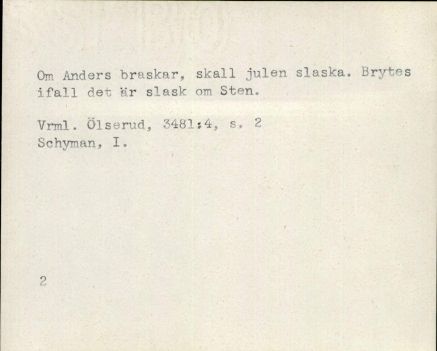 Om Anders braskar, skall julen slaska. Brytes
ifall det är slask om Sten.
Vrml. Ölserud, 3481:4, s. 2
Schyman, I.
2